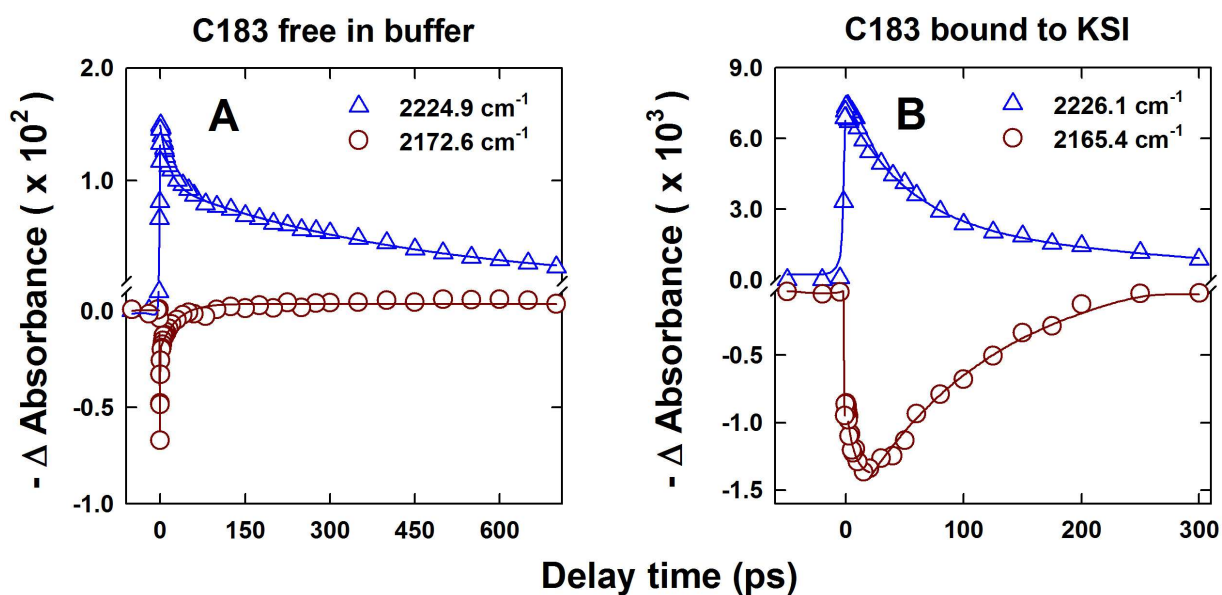 C183 free in buffer
C183 bound to KSI
- Δ Absorbance ( x 10²)
2.0
1.0
0.0
-0.5
-1.0
A
2224.9 cm⁻¹
2172.6 cm⁻¹
0 150 300 450 600
- Δ Absorbance ( x 10³)
9.0
6.0
3.0
0.0
-0.5
-1.0
-1.5
B
2226.1 cm⁻¹
2165.4 cm⁻¹
0 100 200 300
Delay time (ps)